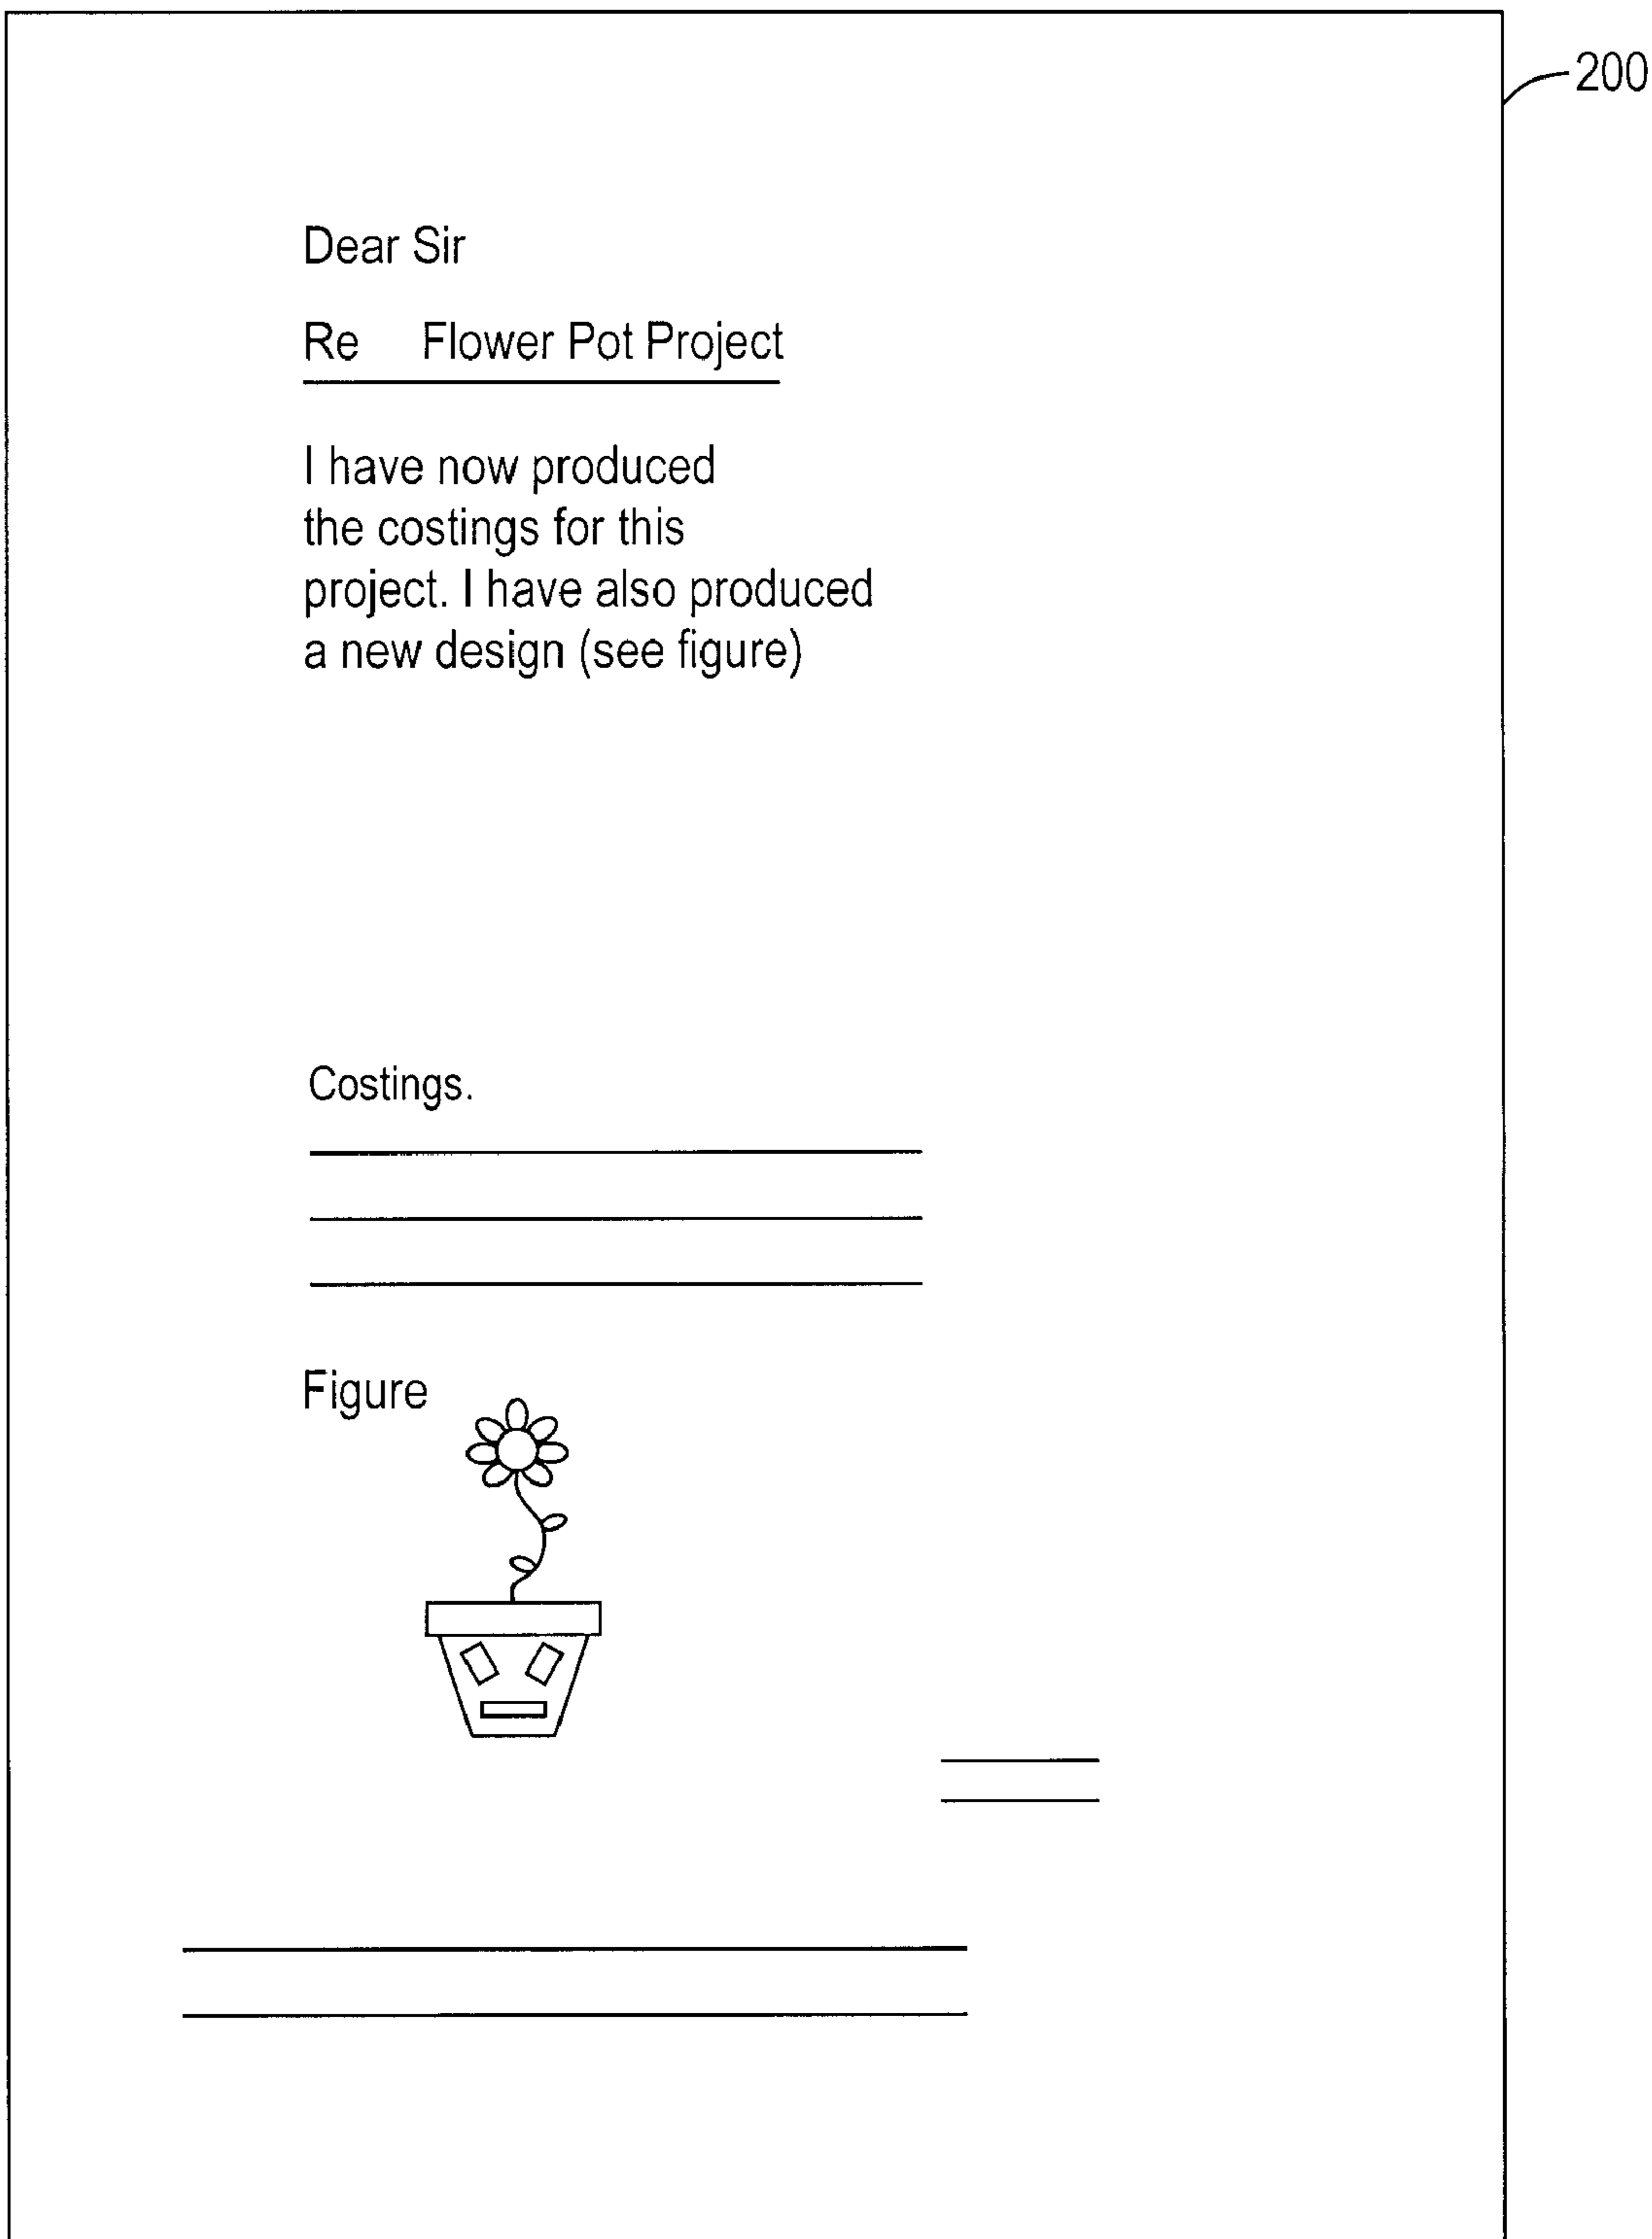 200
Dear Sir
Re Flower Pot Project
I have now produced
the costings for this
project. I have also produced
a new design (see figure)
Costings.
Figure